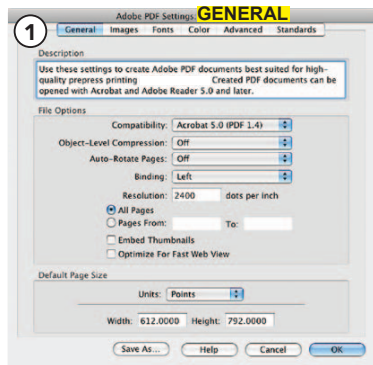 Adobe PDF Settings: GENERAL
1
General Images Fonts Color Advanced Standards
Description
Use these settings to create Adobe PDF documents best suited for high-
quality prepress printing Created PDF documents can be
opened with Acrobat and Adobe Reader 5.0 and later.
File Options
Compatibility: Acrobat 5.0 (PDF 1.4)
Object-Level Compression: Off
Auto-Rotate Pages: Off
Binding: Left
Resolution: 2400 dots per inch
All Pages
Pages From: To:
Embed Thumbnails
Optimize For Fast Web View
Default Page Size
Units: Points
Width: 612.0000 Height: 792.0000
Save As... Help Cancel OK